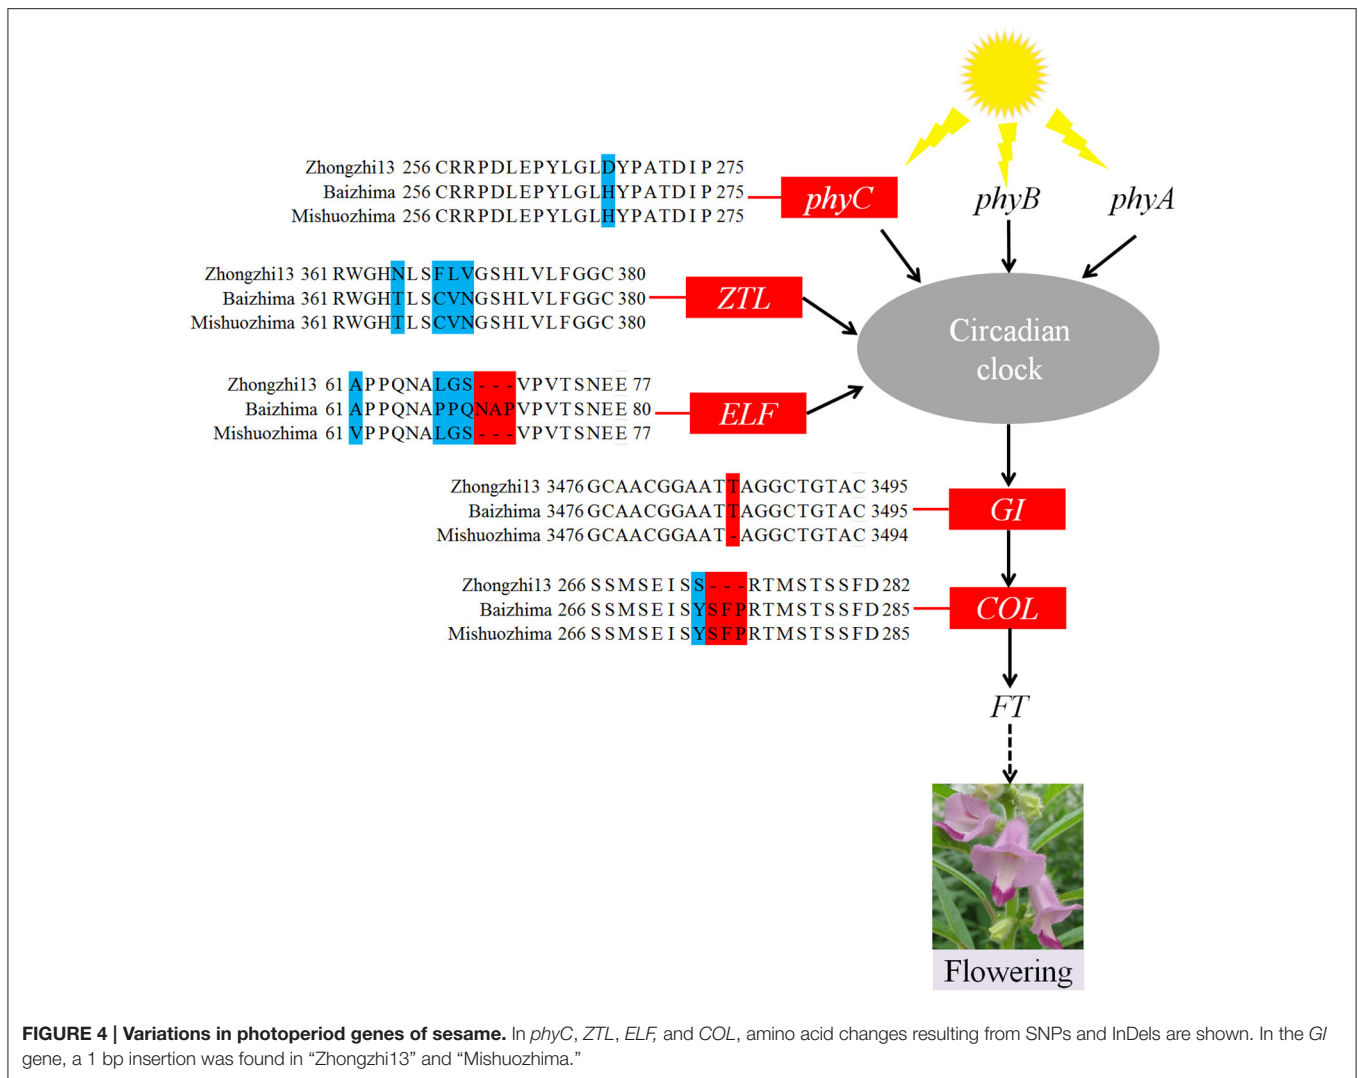 Zhongzhi13 256 CRRPDLEPYLGLDYPATDIP 275
Baizhima 256 CRRPDLEPYLGLHYPATDIP 275
Mishuozhima 256 CRRPDLEPYLGLHYPATDIP 275
phyC
phyB
phyA
Zhongzhi13 361 RWGHNLSFLVGSHLVLFGGC 380
Baizhima 361 RWGHTLSCVNGSHLVLFGGC 380
Mishuozhima 361 RWGHTLSCVNGSHLVLFGGC 380
ZTL
Circadian
clock
Zhongzhi13 61 APPQNALGS---VPVTSNEE 77
Baizhima 61 APPQNAPPQNAPVPVTSNEE 80
Mishuozhima 61 VPPQNALGS---VPVTSNEE 77
ELF
Zhongzhi13 3476 GCAACGGAATTAGGCTGTAC 3495
Baizhima 3476 GCAACGGAATTAGGCTGTAC 3495
Mishuozhima 3476 GCAACGGAAT-AGGCTGTAC 3494
GI
Zhongzhi13 266 SSMSEISS---RTMSTSSFD 282
Baizhima 266 SSMSEISYSFPRTMSTSSFD 285
Mishuozhima 266 SSMSEISYSFPRTMSTSSFD 285
COL
FT
Flowering
FIGURE 4 | Variations in photoperiod genes of sesame. In phyC, ZTL, ELF, and COL, amino acid changes resulting from SNPs and InDels are shown. In the GI
gene, a 1 bp insertion was found in “Zhongzhi13” and “Mishuozhima.”